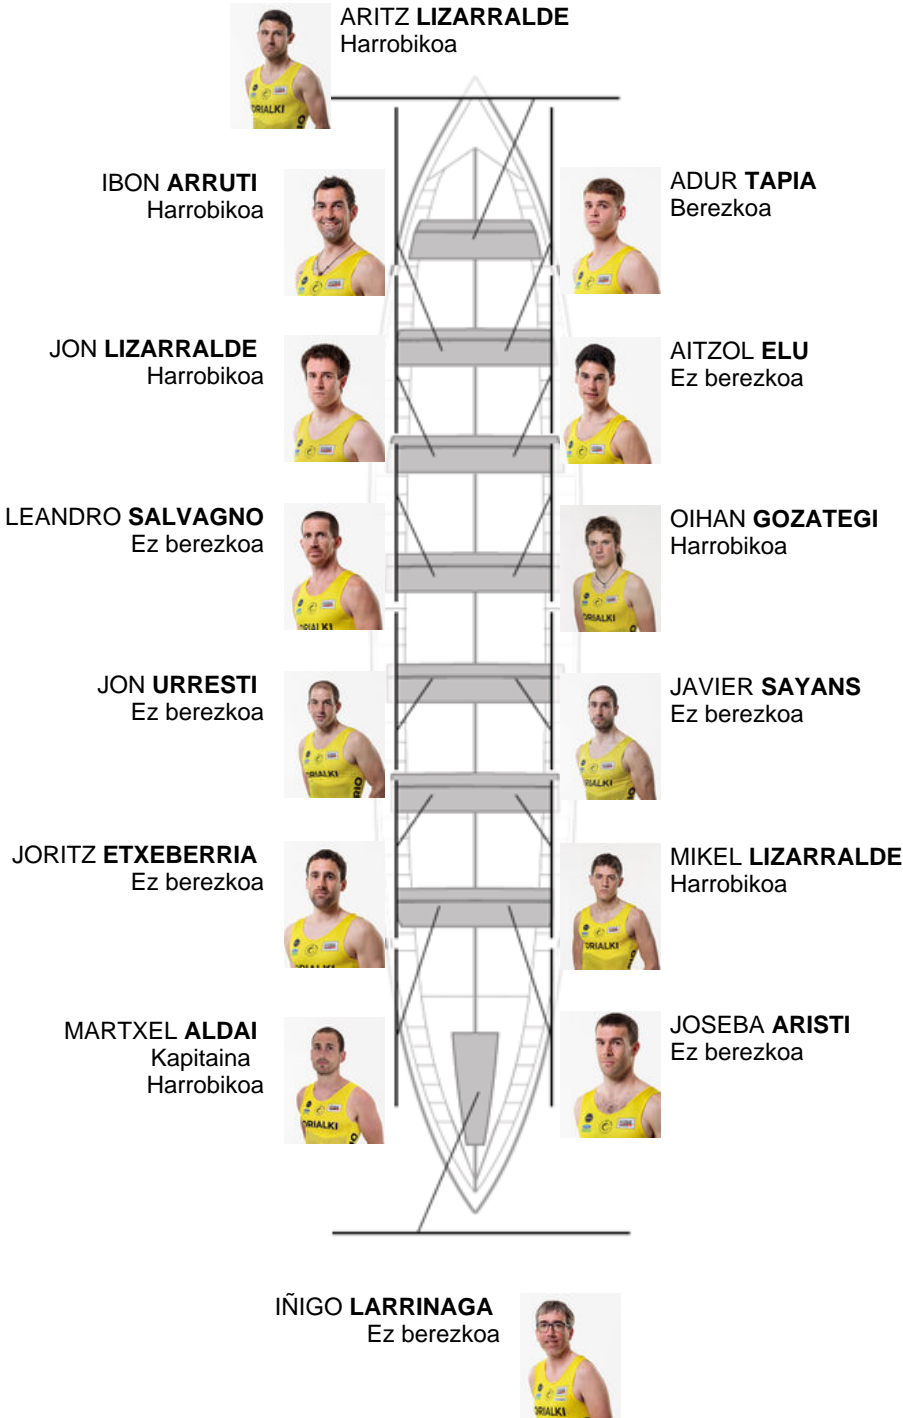 ARITZ LIZARRALDE
Harrobikoa
IBON ARRUTI
Harrobikoa
ADUR TAPIA
Berezkoa
JON LIZARRALDE
Harrobikoa
AITZOL ELU
Ez berezkoa
LEANDRO SALVAGNO
Ez berezkoa
OIHAN GOZATEGI
Harrobikoa
JON URRESTI
Ez berezkoa
JAVIER SAYANS
Ez berezkoa
JORITZ ETXEBERRIA
Ez berezkoa
MIKEL LIZARRALDE
Harrobikoa
MARTXEL ALDAI
Kapitaina
Harrobikoa
JOSEBA ARISTI
Ez berezkoa
IÑIGO LARRINAGA
Ez berezkoa